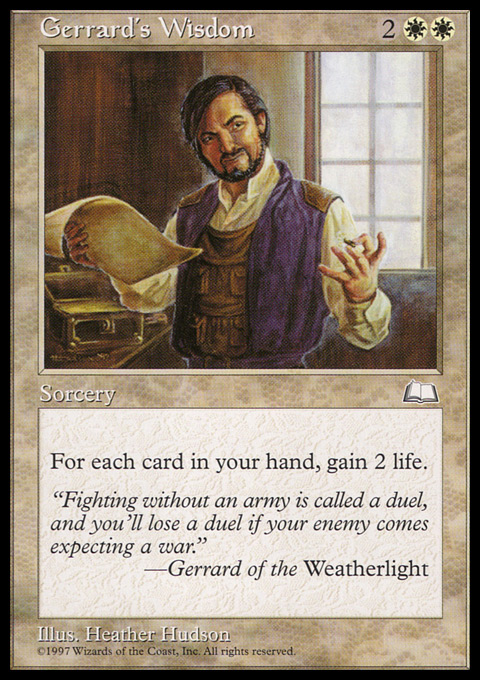 Gerrard's Wisdom 2
Sorcery
For each card in your hand, gain 2 life.
“Fighting without an army is called a duel,
and you'll lose a duel if your enemy comes
expecting a war.”
—Gerrard of the Weatherlight
Illus. Heather Hudson
©1997 Wizards of the Coast, Inc. All rights reserved.